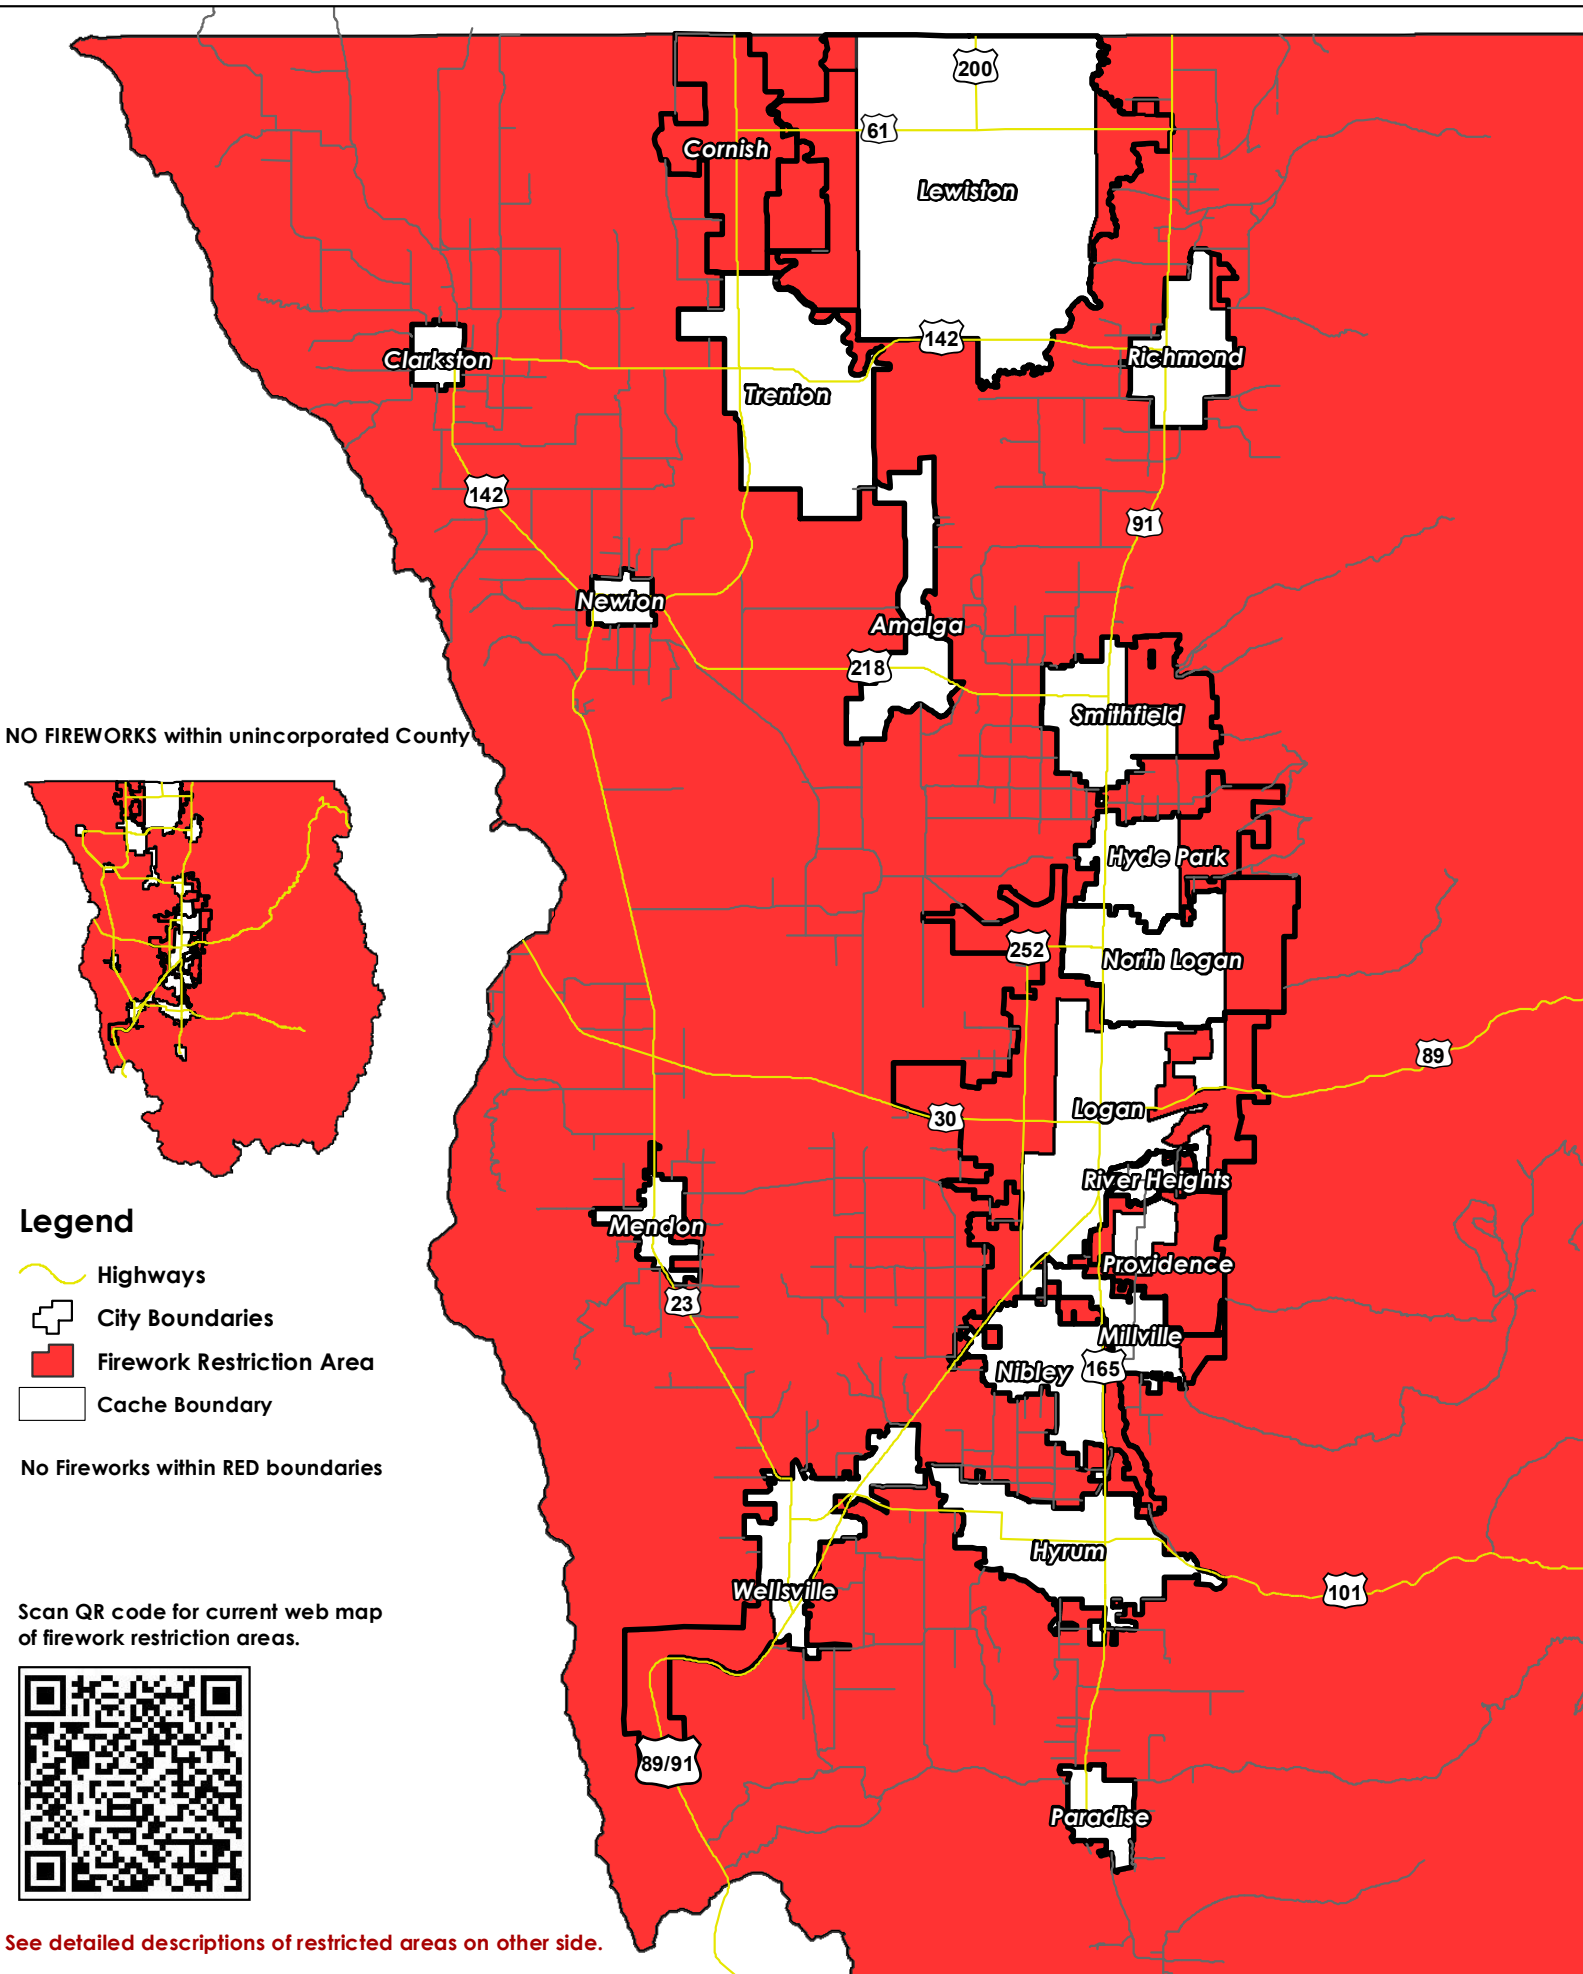 200
61
Cornish
Lewiston
142
Clarkston
Richmond
Trenton
142
91
Newton
Amalga
218
Smithfield
NO FIREWORKS within unincorporated County
Hyde Park
252
North Logan
89
Logan
30
River Heights
Mendon
Providence
23
Millville
Nibley
165
Legend
Highways
City Boundaries
Firework Restriction Area
Cache Boundary
No Fireworks within RED boundaries
Hyrum
Wellsville
101
Scan QR code for current web map
of firework restriction areas.
89/91
Paradise
See detailed descriptions of restricted areas on other side.